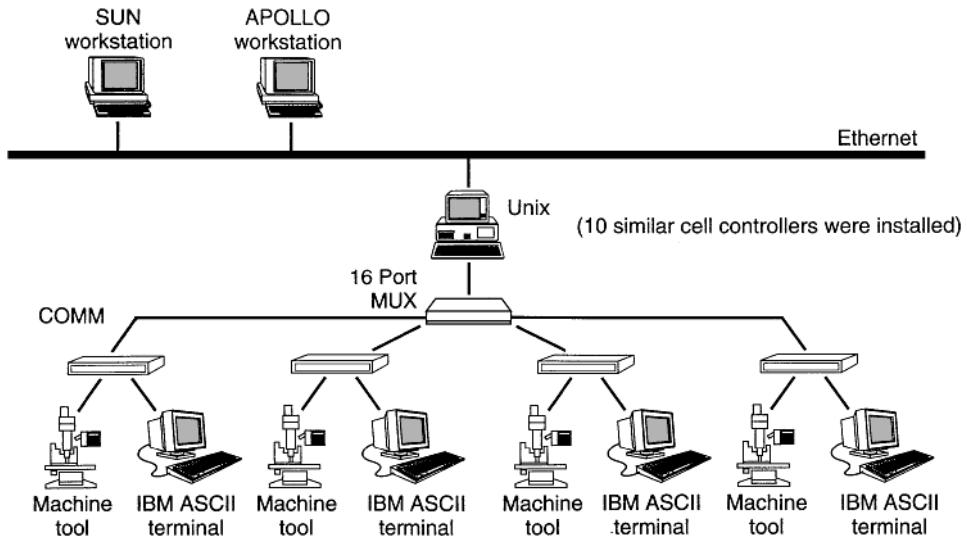 SUN
workstation
APOLLO
workstation
Ethernet
Unix
(10 similar cell controllers were installed)
16 Port
MUX
COMM
Machine
tool
IBM ASCII
terminal
Machine
tool
IBM ASCII
terminal
Machine
tool
IBM ASCII
terminal
Machine
tool
IBM ASCII
terminal